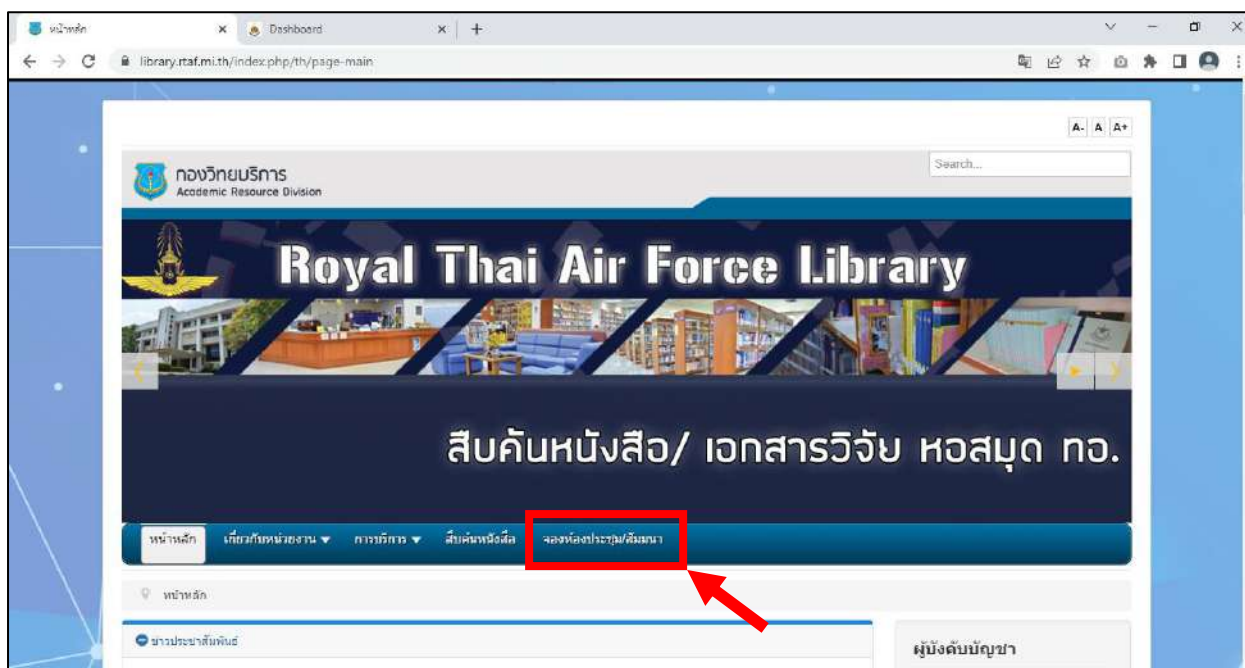 หน้าหลัก
Dashboard
library.rtaf.mi.th/index.php/th/page-main
A- A A+
กองวิทยบริการ
Academic Resource Division
Search...
Royal Thai Air Force Library
สืบค้นหนังสือ/ เอกสารวิจัย หอสมุด ทอ.
หน้าหลัก เกี่ยวกับหน่วยงาน การบริการ สืบค้นหนังสือ จองห้องประชุม/สัมมนา
หน้าหลัก
ข่าวประชาสัมพันธ์
ผู้บังคับบัญชา